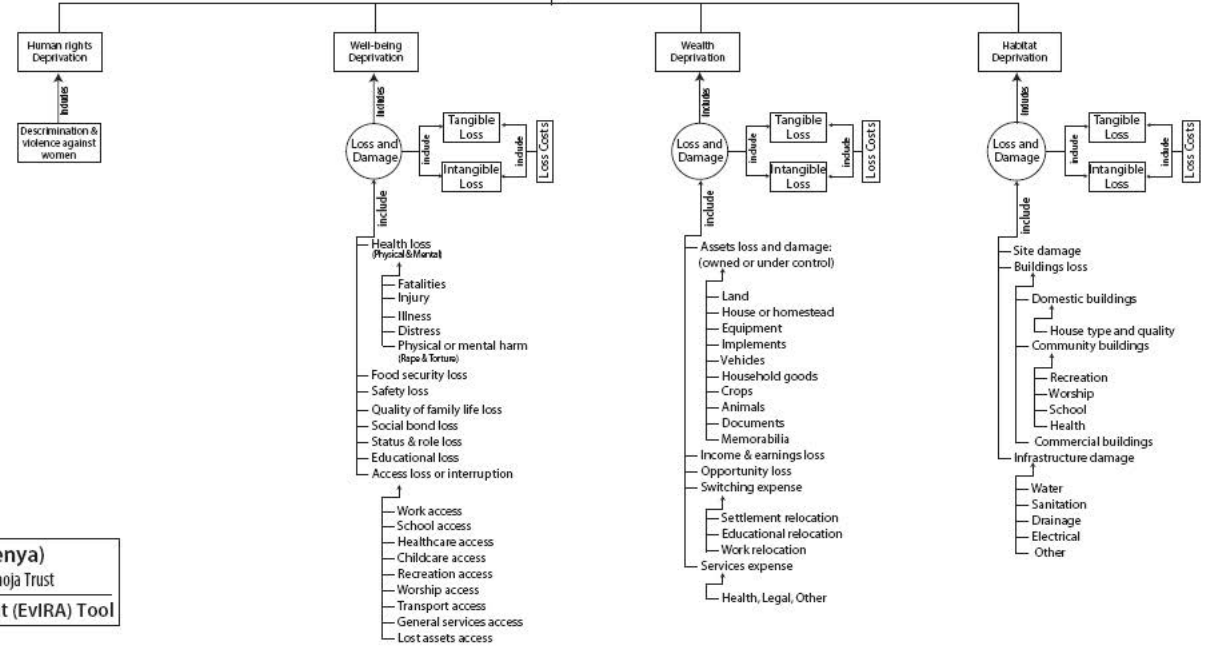 Human rights
Deprivation
Includes
Descrimination &
violence against
women
Well-being
Deprivation
Includes
Loss and
Damage
include
Tangible
Loss
Intangible
Loss
include
Loss Costs
include
Health loss
(Physical & Mental)
Fatalities
Injury
Illness
Distress
Physical or mental harm
(Rape & Torture)
Food security loss
Safety loss
Quality of family life loss
Social bond loss
Status & role loss
Educational loss
Access loss or interruption
Work access
School access
Healthcare access
Childcare access
Recreation access
Worship access
Transport access
General services access
Lost assets access
Wealth
Deprivation
Includes
Loss and
Damage
include
Tangible
Loss
Intangible
Loss
include
Loss Costs
include
Assets loss and damage:
(owned or under control)
Land
House or homestead
Equipment
Implements
Vehicles
Household goods
Crops
Animals
Documents
Memorabilia
Income & earnings loss
Opportunity loss
Switching expense
Settlement relocation
Educational relocation
Work relocation
Services expense
Health, Legal, Other
Habitat
Deprivation
Includes
Loss and
Damage
include
Tangible
Loss
Intangible
Loss
include
Loss Costs
include
Site damage
Buildings loss
Domestic buildings
House type and quality
Community buildings
Recreation
Worship
School
Health
Commercial buildings
Infrastructure damage
Water
Sanitation
Drainage
Electrical
Other
enya)
noja Trust
t (EvIRA) Tool